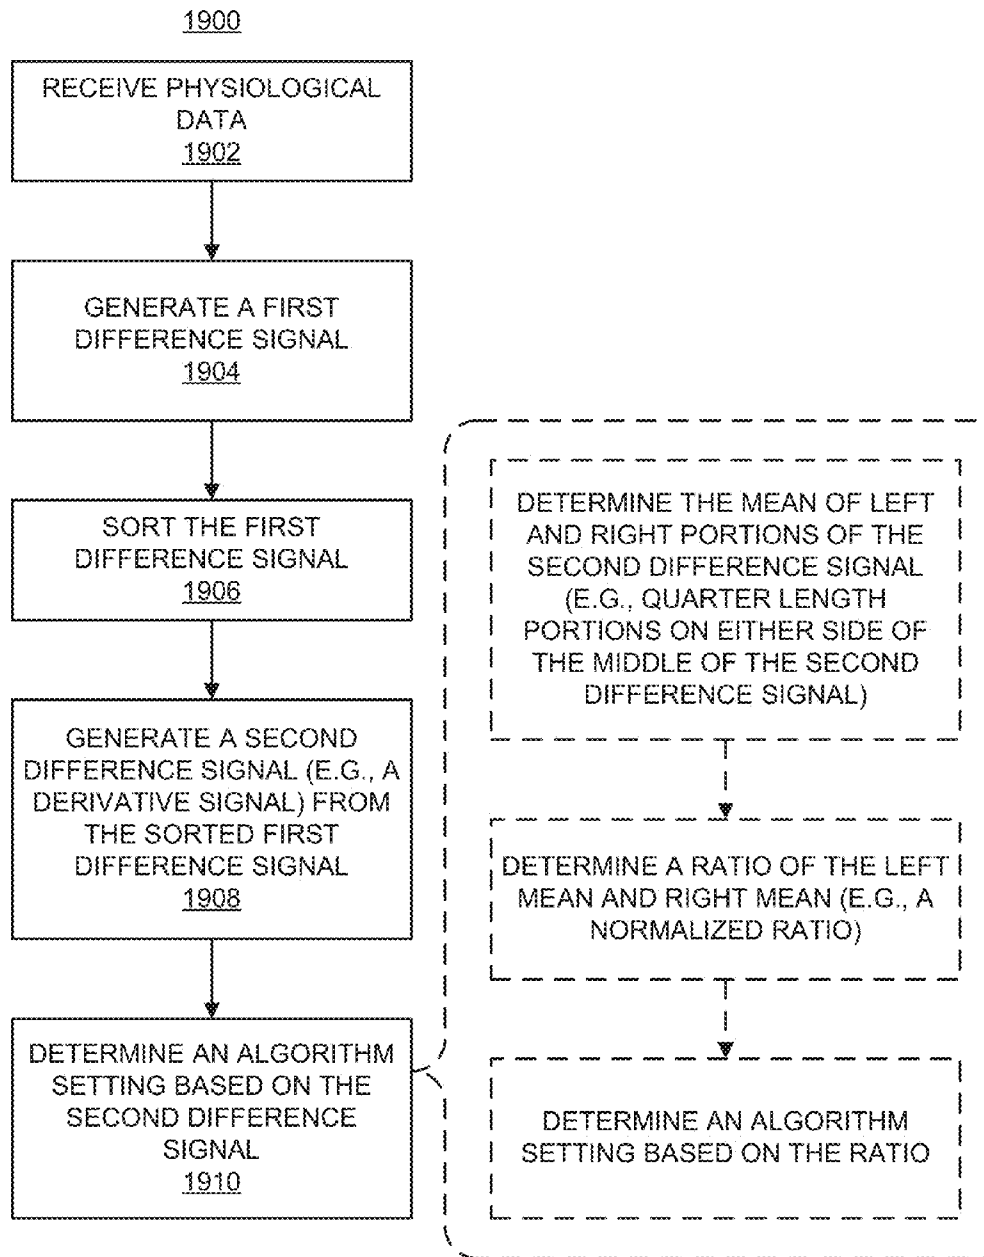 1900
RECEIVE PHYSIOLOGICAL
DATA
1902
GENERATE A FIRST
DIFFERENCE SIGNAL
1904
SORT THE FIRST
DIFFERENCE SIGNAL
1906
GENERATE A SECOND
DIFFERENCE SIGNAL (E.G., A
DERIVATIVE SIGNAL) FROM
THE SORTED FIRST
DIFFERENCE SIGNAL
1908
DETERMINE AN ALGORITHM
SETTING BASED ON THE
SECOND DIFFERENCE
SIGNAL
1910
DETERMINE THE MEAN OF LEFT
AND RIGHT PORTIONS OF THE
SECOND DIFFERENCE SIGNAL
(E.G., QUARTER LENGTH
PORTIONS ON EITHER SIDE OF
THE MIDDLE OF THE SECOND
DIFFERENCE SIGNAL)
DETERMINE A RATIO OF THE LEFT
MEAN AND RIGHT MEAN (E.G., A
NORMALIZED RATIO)
DETERMINE AN ALGORITHM
SETTING BASED ON THE RATIO